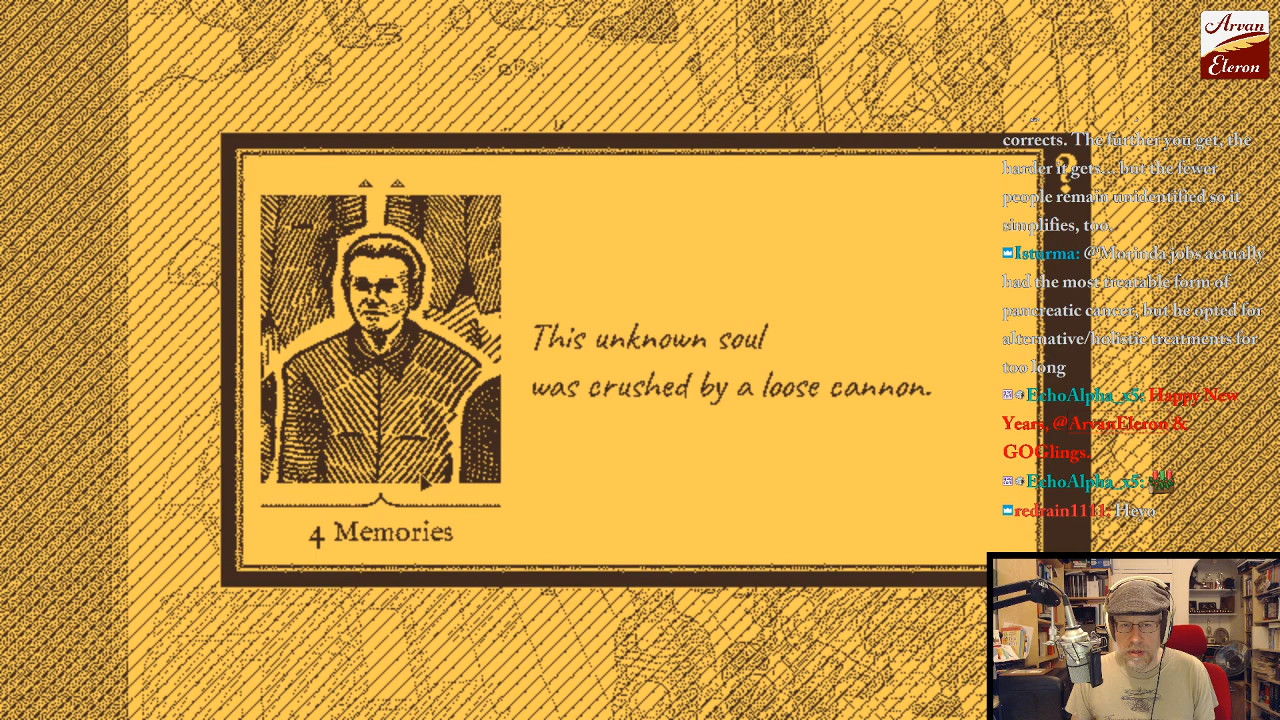 Arvan
Eleron
corrects. The further you get, the
harder it gets... but the fewer
people remain unidentified so it
simplifies, too.
Isturma: @Morinda jobs actually
had the most treatable form of
pancreatic cancer, but he opted for
alternative/holistic treatments for
too long
EchoAlpha_x5: Happy New
Years, @ArvanEleron &
GOGlings.
EchoAlpha_x5:
redrain1111: Heyo
?
This unknown soul
was crushed by a loose cannon.
4 Memories